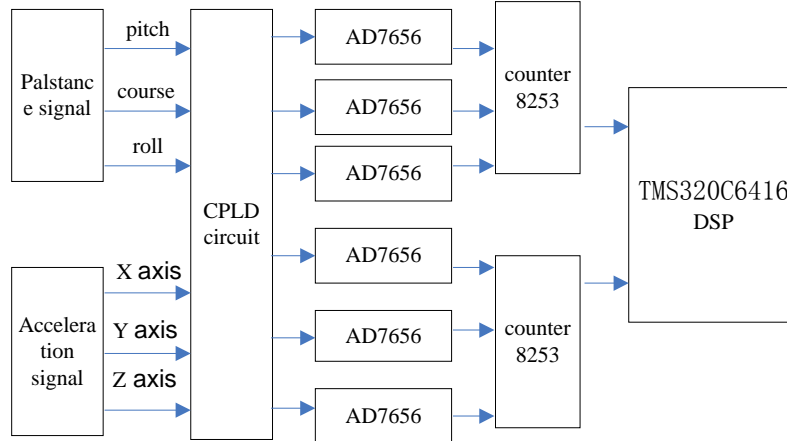 Palstanc
e signal
pitch
course
roll
Accelera
tion
signal
X axis
Y axis
Z axis
CPLD
circuit
AD7656
AD7656
AD7656
AD7656
AD7656
AD7656
counter
8253
counter
8253
TMS320C6416
DSP